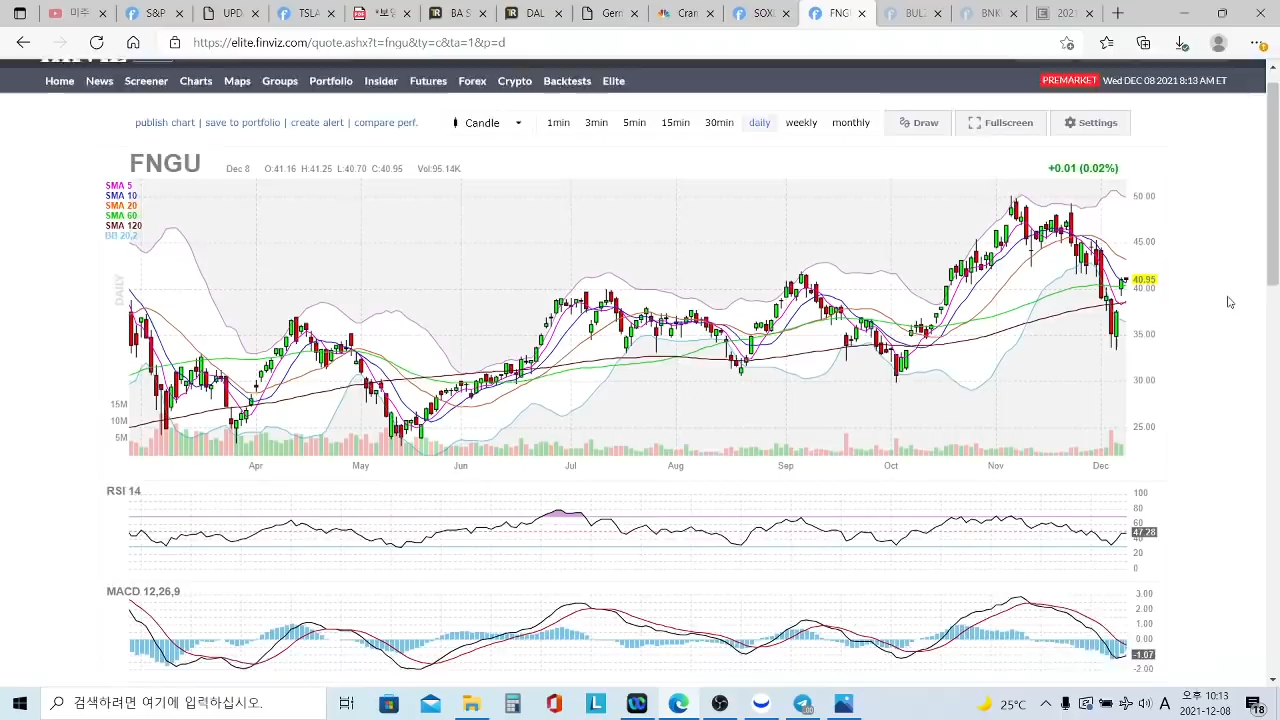 TSL
제목
BA S
DAL
Gern
Cran
SOXL
FNG
BUL
BNK
202
https://finviz.com/quote.ashx?t=fngu&ty=c&ta=1&p=d
Home News Screener Charts Maps Groups Portfolio Insider Futures Forex Crypto Backtests Elite
PREMARKET Wed DEC 08 2021 8:13 AM ET
publish chart | save to portfolio | create alert | compare perf.
Candle 1min 3min 5min 15min 30min daily weekly monthly Draw Fullscreen Settings
FNGU Dec 8 O:41.16 H:41.25 L:40.70 C:40.95 Vol:95.14K +0.01 (0.02%)
SMA 5
SMA 10
SMA 20
SMA 60
SMA 120
BB 20,2
DAILY
50.00
45.00
40.95
40.00
35.00
30.00
25.00
15M
10M
5M
Apr May Jun Jul Aug Sep Oct Nov Dec
RSI 14
100
80
60
47.28
40
20
0
MACD 12,26,9
3.00
2.00
1.00
0.00
-1.07
-2.00
검색하려면 여기에 입력하십시오.
25°C
A
오후 10:13
2021-12-08
18